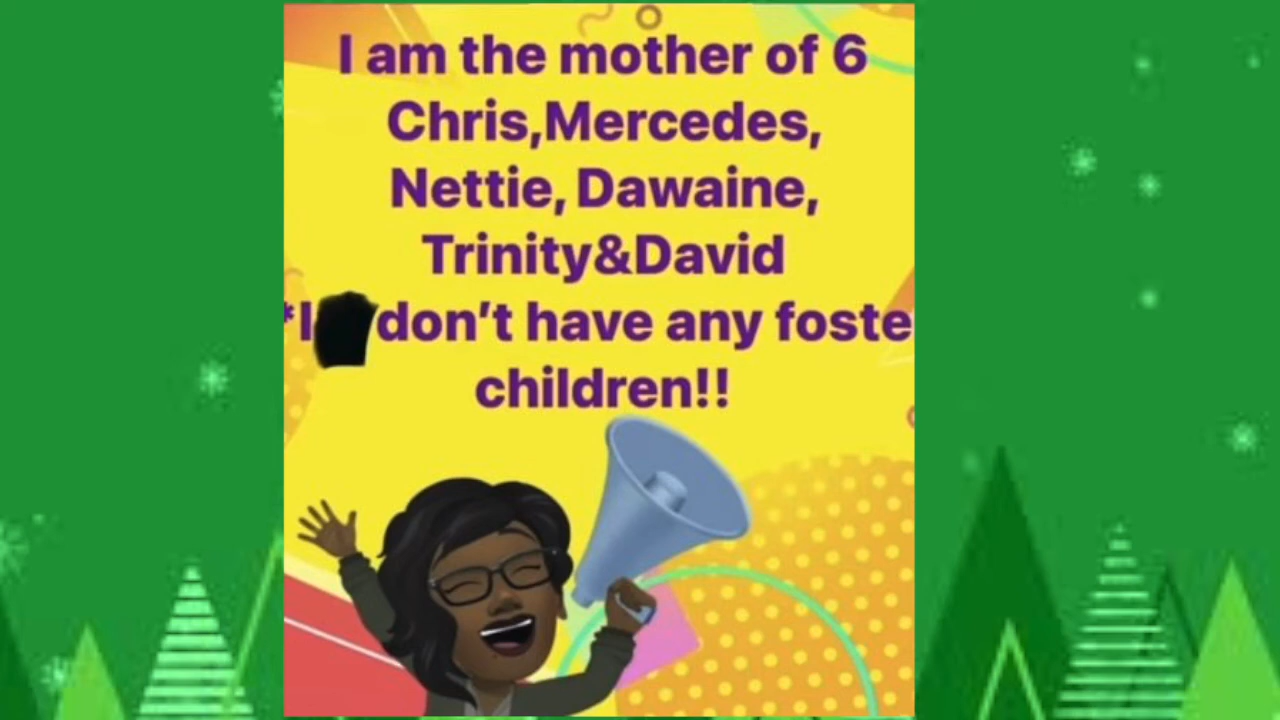 I am the mother of 6
Chris,Mercedes,
Nettie, Dawaine,
Trinity&David
*I don't have any foste
children!!